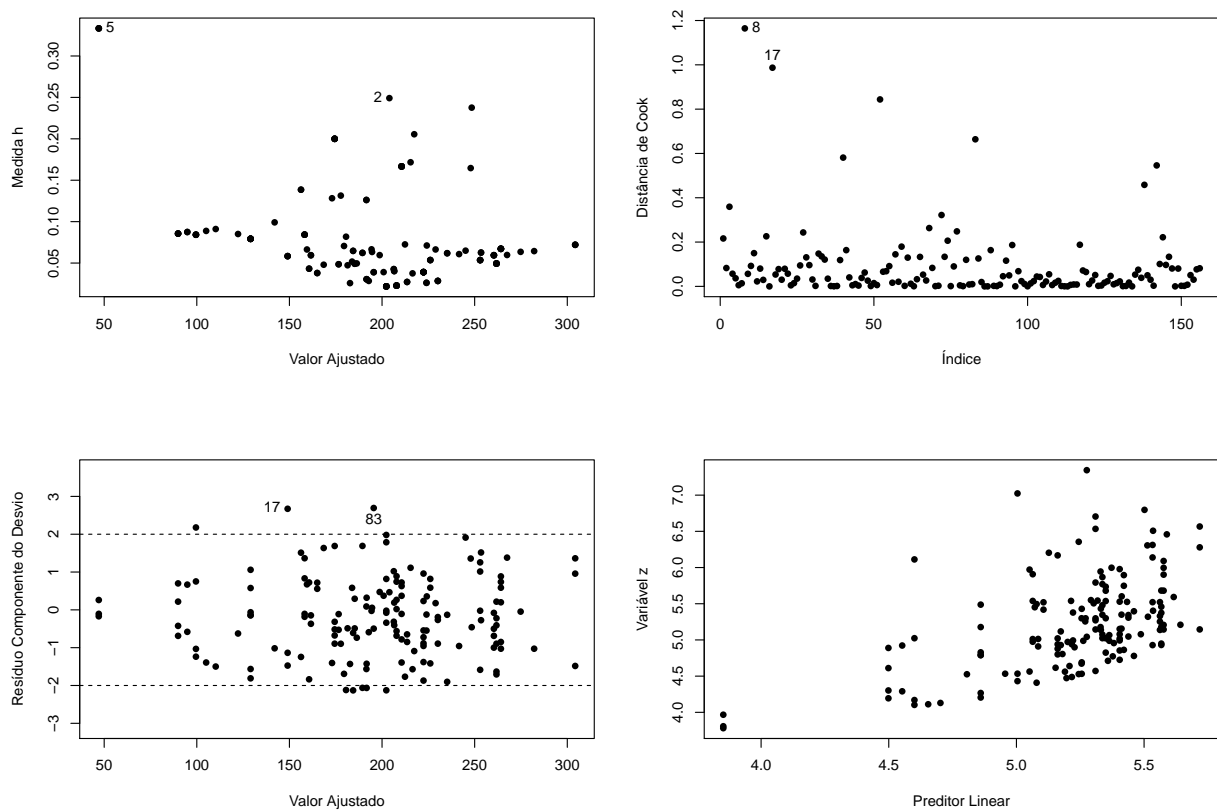 5
2
0.05 0.10 0.15 0.20 0.25 0.30
Medida h
50 100 150 200 250 300
Valor Ajustado
8
17
0.0 0.2 0.4 0.6 0.8 1.0 1.2
Distância de Cook
0 50 100 150
Índice
17
83
−3 −2 −1 0 1 2 3
Resíduo Componente do Desvio
50 100 150 200 250 300
Valor Ajustado
4.0 4.5 5.0 5.5 6.0 6.5 7.0
Variável z
4.0 4.5 5.0 5.5
Preditor Linear